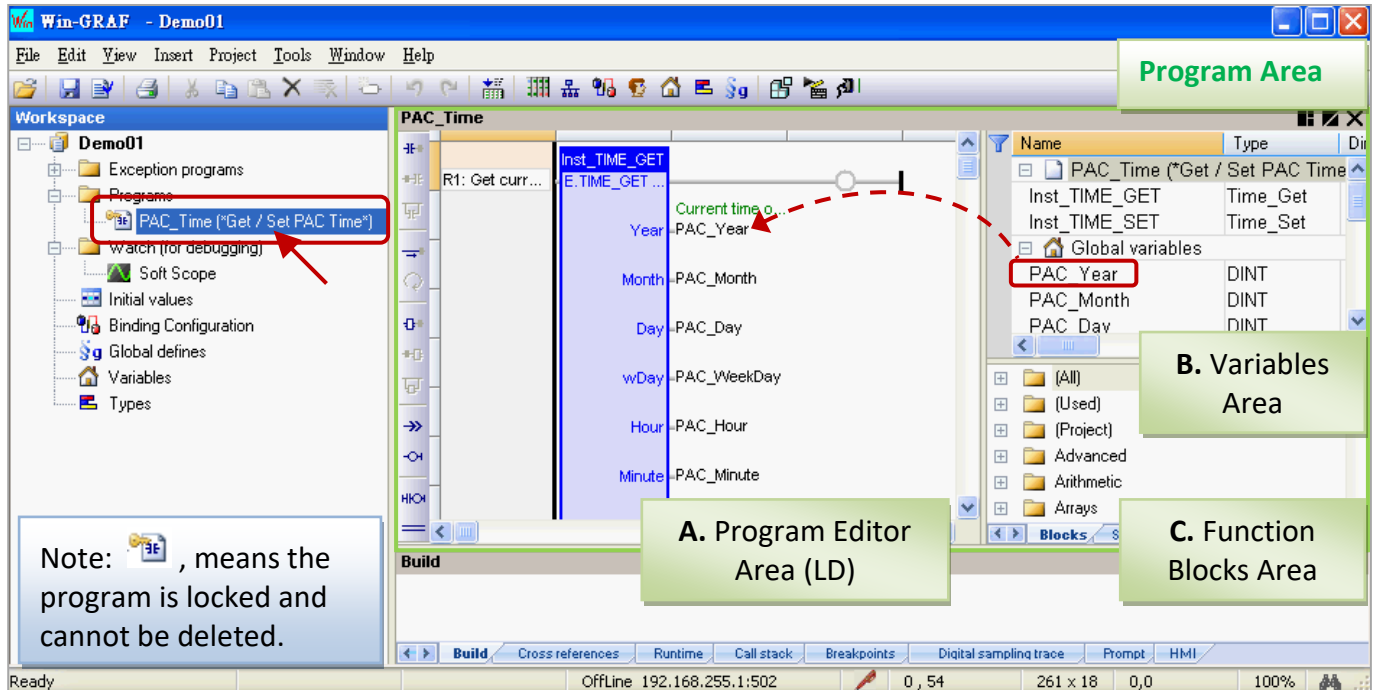 Win-GRAF - Demo01
File Edit View Insert Project Tools Window Help
Program Area
Workspace
Demo01
Exception programs
Programs
PAC_Time (*Get / Set PAC Time*)
Watch (for debugging)
Soft Scope
Initial values
Binding Configuration
Global defines
Variables
Types
Note: , means the
program is locked and
cannot be deleted.
PAC_Time
R1: Get curr...
Inst_TIME_GET
E.TIME_GET ...
Current time o...
Year PAC_Year
Month PAC_Month
Day PAC_Day
wDay PAC_WeekDay
Hour PAC_Hour
Minute PAC_Minute
A. Program Editor
Area (LD)
Name Type Dir
PAC_Time (*Get / Set PAC Time
Inst_TIME_GET Time_Get
Inst_TIME_SET Time_Set
Global variables
PAC_Year DINT
PAC_Month DINT
PAC_Day DINT
B. Variables
Area
(All)
(Used)
(Project)
Advanced
Arithmetic
Arrays
Blocks S
C. Function
Blocks Area
Build
Build Cross references Runtime Call stack Breakpoints Digital sampling trace Prompt HMI
Ready OffLine 192.168.255.1:502 0 , 54 261 x 18 0,0 100%